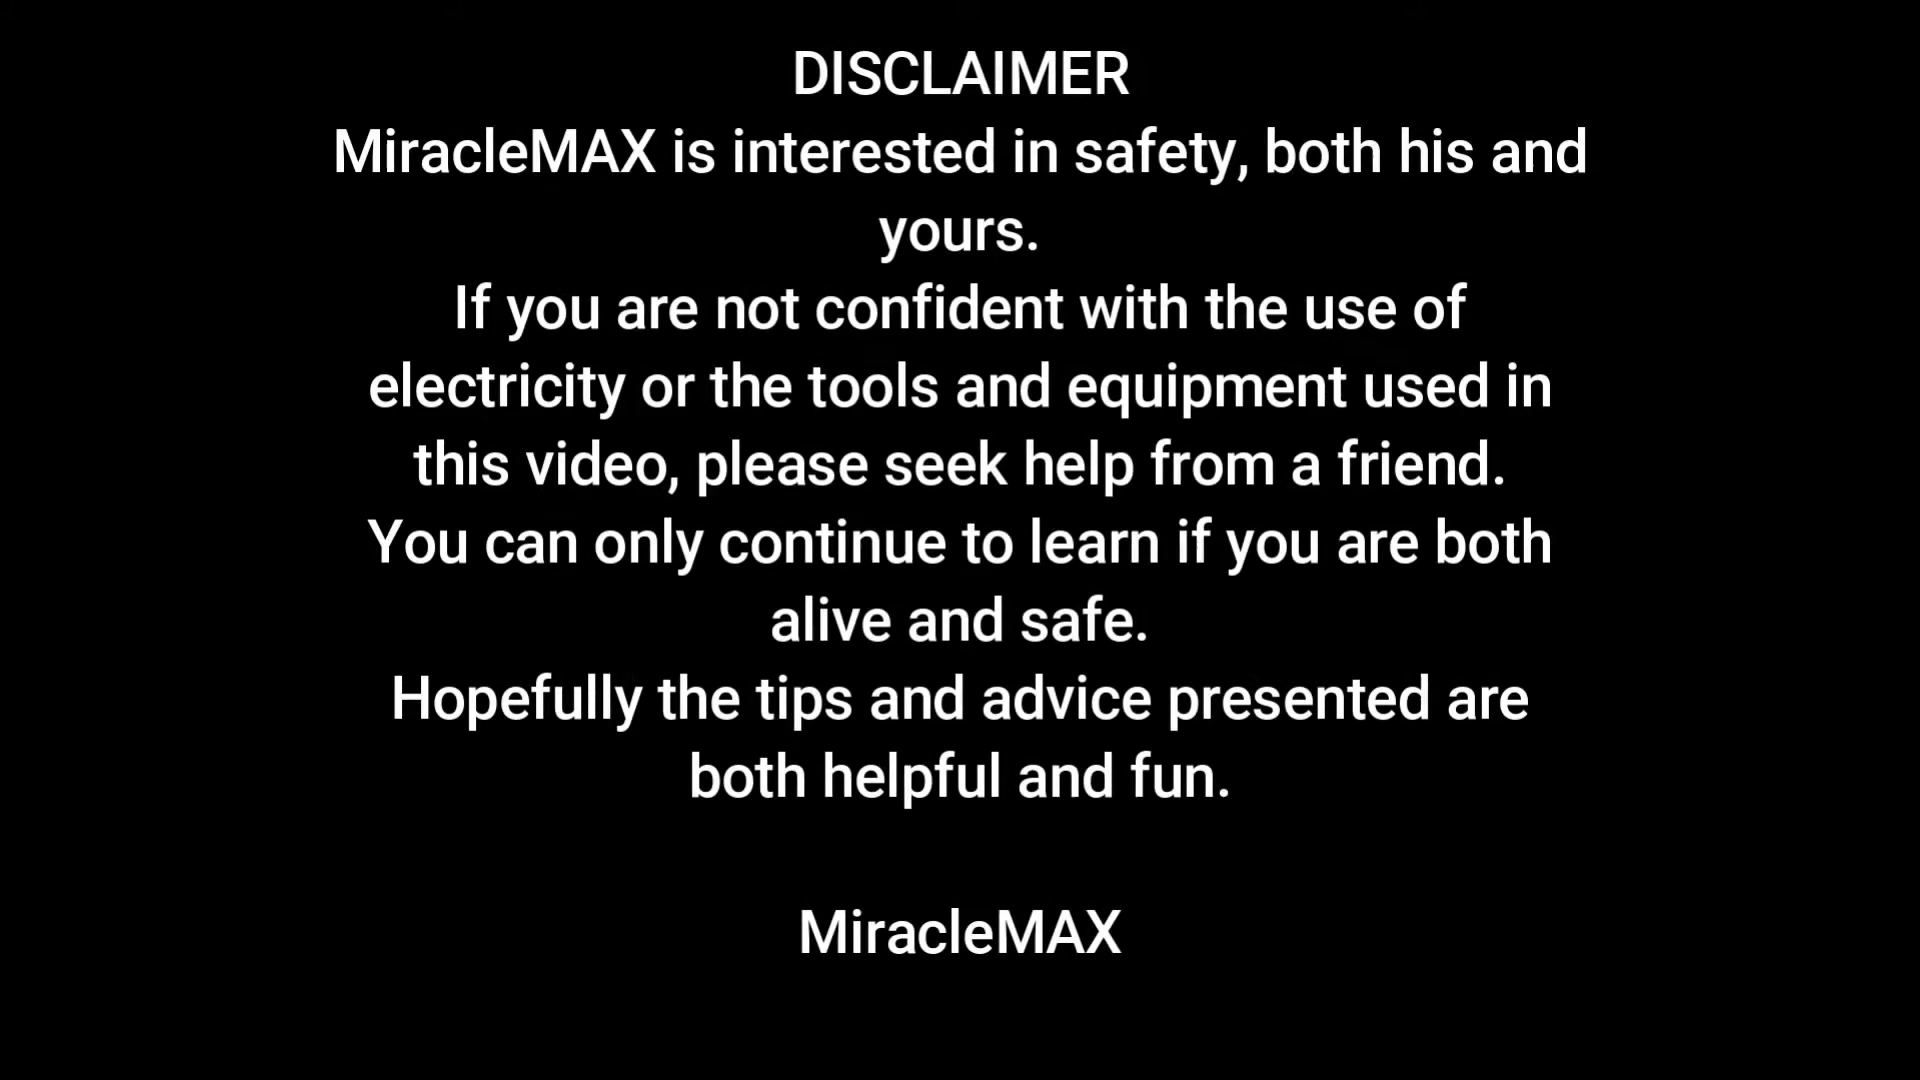 DISCLAIMER
MiracleMAX is interested in safety, both his and
yours.
If you are not confident with the use of
electricity or the tools and equipment used in
this video, please seek help from a friend.
You can only continue to learn if you are both
alive and safe.
Hopefully the tips and advice presented are
both helpful and fun.
MiracleMAX